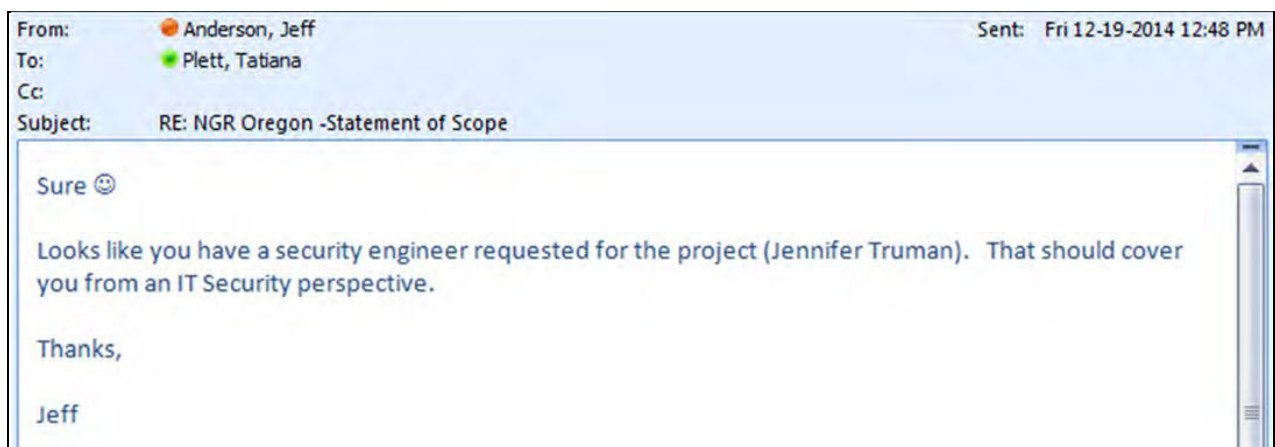 From: Anderson, Jeff Sent: Fri 12-19-2014 12:48 PM
To: Plett, Tatiana
Cc:
Subject: RE: NGR Oregon -Statement of Scope
Sure ☺
Looks like you have a security engineer requested for the project (Jennifer Truman). That should cover
you from an IT Security perspective.
Thanks,
Jeff